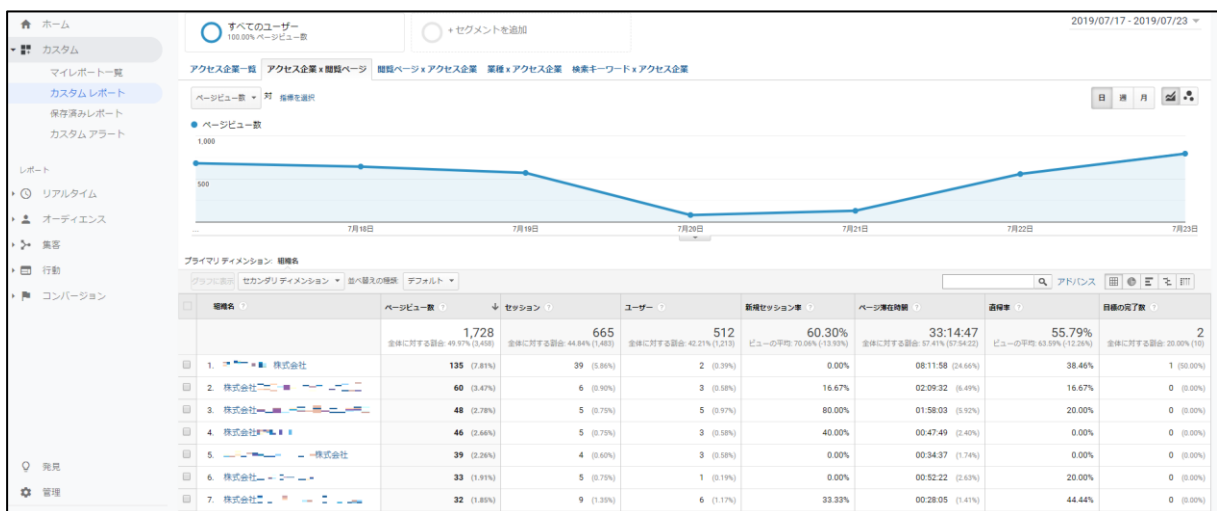 ホーム
カスタム
マイレポート一覧
カスタム レポート
保存済みレポート
カスタム アラート
レポート
リアルタイム
オーディエンス
集客
行動
コンバージョン
発見
管理
すべてのユーザー
100.00% ページビュー数
+ セグメントを追加
2019/07/17 - 2019/07/23
アクセス企業一覧 アクセス企業 x 閲覧ページ 閲覧ページ x アクセス企業 業種 x アクセス企業 検索キーワード x アクセス企業
ページビュー数 対 指標を選択
日 週 月
ページビュー数
1,000
500
... 7月18日 7月19日 7月20日 7月21日 7月22日 7月23日
プライマリ ディメンション: 組織名
グラフに表示 セカンダリ ディメンション 並べ替えの種類: デフォルト アドバンス
組織名 ? ページビュー数 ? セッション ? ユーザー ? 新規セッション率 ? ページ滞在時間 ? 直帰率 ? 目標の完了数 ?
1,728 665 512 60.30% 33:14:47 55.79% 2
全体に対する割合: 49.97% (3,458) 全体に対する割合: 44.84% (1,483) 全体に対する割合: 42.21% (1,213) ビューの平均: 70.06% (-13.93%) 全体に対する割合: 57.41% (57:54:22) ビューの平均: 63.59% (-12.26%) 全体に対する割合: 20.00% (10)
1. 株式会社 135 (7.81%) 39 (5.86%) 2 (0.39%) 0.00% 08:11:58 (24.66%) 38.46% 1 (50.00%)
2. 株式会社 60 (3.47%) 6 (0.90%) 3 (0.58%) 16.67% 02:09:32 (6.49%) 16.67% 0 (0.00%)
3. 株式会社 48 (2.78%) 5 (0.75%) 5 (0.97%) 80.00% 01:58:03 (5.92%) 20.00% 0 (0.00%)
4. 株式会社 46 (2.66%) 5 (0.75%) 3 (0.58%) 40.00% 00:47:49 (2.40%) 0.00% 0 (0.00%)
5. 株式会社 39 (2.26%) 4 (0.60%) 3 (0.58%) 0.00% 00:34:37 (1.74%) 0.00% 0 (0.00%)
6. 株式会社 33 (1.91%) 5 (0.75%) 1 (0.19%) 0.00% 00:52:22 (2.63%) 20.00% 0 (0.00%)
7. 株式会社 32 (1.85%) 9 (1.35%) 6 (1.17%) 33.33% 00:28:05 (1.41%) 44.44% 0 (0.00%)